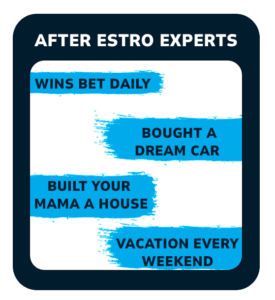 AFTER ESTRO EXPERTS
WINS BET DAILY
BOUGHT A
DREAM CAR
BUILT YOUR
MAMA A HOUSE
VACATION EVERY
WEEKEND